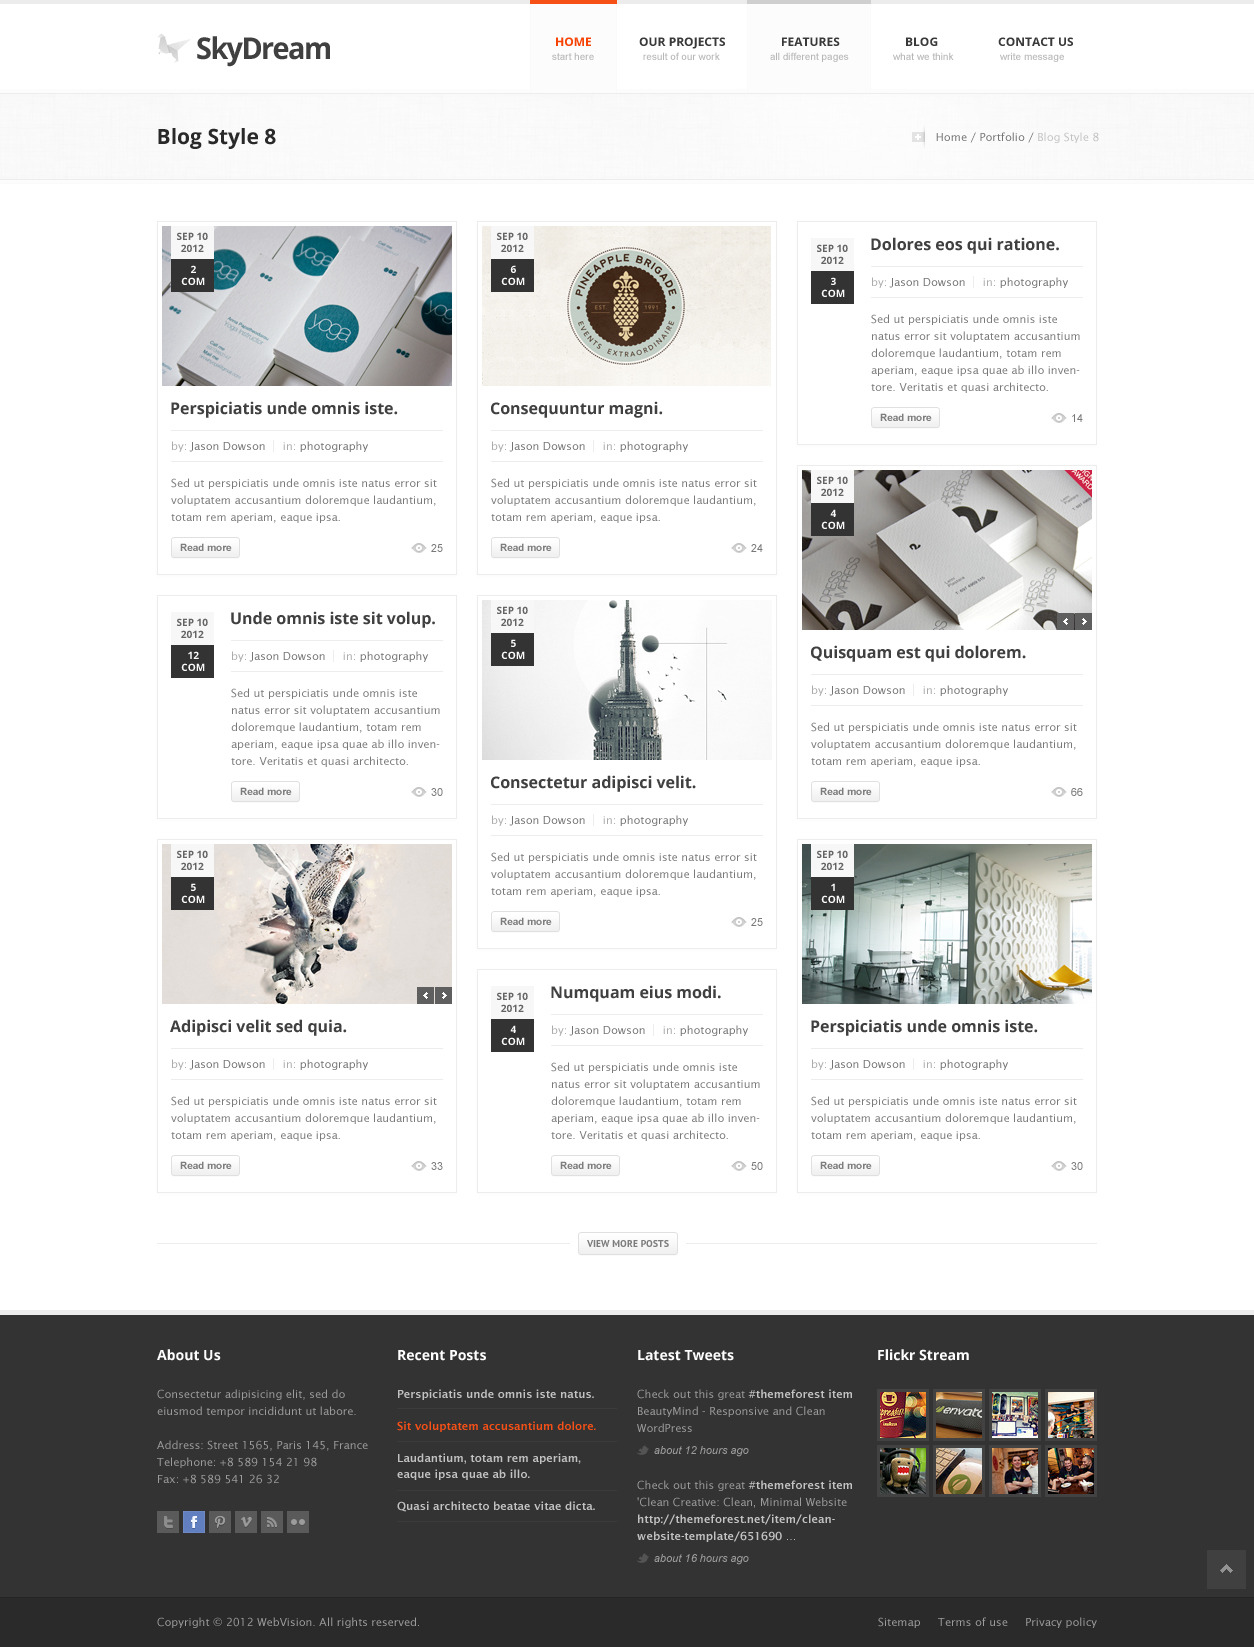 SkyDream
HOME
start here
OUR PROJECTS
result of our work
FEATURES
all different pages
BLOG
what we think
CONTACT US
write message
Blog Style 8
Home / Portfolio / Blog Style 8
SEP 10
2012
2
COM
yoga
yoga
yoga
Yoga Instructor
Perspiciatis unde omnis iste.
by: Jason Dowson in: photography
Sed ut perspiciatis unde omnis iste natus error sit
voluptatem accusantium doloremque laudantium,
totam rem aperiam, eaque ipsa.
Read more 25
SEP 10
2012
12
COM
Unde omnis iste sit volup.
by: Jason Dowson in: photography
Sed ut perspiciatis unde omnis iste
natus error sit voluptatem accusantium
doloremque laudantium, totam rem
aperiam, eaque ipsa quae ab illo inven-
tore. Veritatis et quasi architecto.
Read more 30
SEP 10
2012
5
COM
Adipisci velit sed quia.
by: Jason Dowson in: photography
Sed ut perspiciatis unde omnis iste natus error sit
voluptatem accusantium doloremque laudantium,
totam rem aperiam, eaque ipsa.
Read more 33
SEP 10
2012
6
COM
PINEAPPLE BRIGADE
EST 1991
EVENTS EXTRAORDINAIRE
Consequuntur magni.
by: Jason Dowson in: photography
Sed ut perspiciatis unde omnis iste natus error sit
voluptatem accusantium doloremque laudantium,
totam rem aperiam, eaque ipsa.
Read more 24
SEP 10
2012
5
COM
Consectetur adipisci velit.
by: Jason Dowson in: photography
Sed ut perspiciatis unde omnis iste natus error sit
voluptatem accusantium doloremque laudantium,
totam rem aperiam, eaque ipsa.
Read more 25
SEP 10
2012
4
COM
Numquam eius modi.
by: Jason Dowson in: photography
Sed ut perspiciatis unde omnis iste
natus error sit voluptatem accusantium
doloremque laudantium, totam rem
aperiam, eaque ipsa quae ab illo inven-
tore. Veritatis et quasi architecto.
Read more 50
SEP 10
2012
3
COM
Dolores eos qui ratione.
by: Jason Dowson in: photography
Sed ut perspiciatis unde omnis iste
natus error sit voluptatem accusantium
doloremque laudantium, totam rem
aperiam, eaque ipsa quae ab illo inven-
tore. Veritatis et quasi architecto.
Read more 14
SEP 10
2012
4
COM
Quisquam est qui dolorem.
by: Jason Dowson in: photography
Sed ut perspiciatis unde omnis iste natus error sit
voluptatem accusantium doloremque laudantium,
totam rem aperiam, eaque ipsa.
Read more 66
SEP 10
2012
1
COM
Perspiciatis unde omnis iste.
by: Jason Dowson in: photography
Sed ut perspiciatis unde omnis iste natus error sit
voluptatem accusantium doloremque laudantium,
totam rem aperiam, eaque ipsa.
Read more 30
VIEW MORE POSTS
About Us
Consectetur adipisicing elit, sed do
eiusmod tempor incididunt ut labore.
Address: Street 1565, Paris 145, France
Telephone: +8 589 154 21 98
Fax: +8 589 541 26 32
Recent Posts
Perspiciatis unde omnis iste natus.
Sit voluptatem accusantium dolore.
Laudantium, totam rem aperiam,
eaque ipsa quae ab illo.
Quasi architecto beatae vitae dicta.
Latest Tweets
Check out this great #themeforest item
BeautyMind - Responsive and Clean
WordPress
about 12 hours ago
Check out this great #themeforest item
'Clean Creative: Clean, Minimal Website
http://themeforest.net/item/clean-
website-template/651690 ...
about 16 hours ago
Flickr Stream
envato
Copyright © 2012 WebVision. All rights reserved.
Sitemap Terms of use Privacy policy